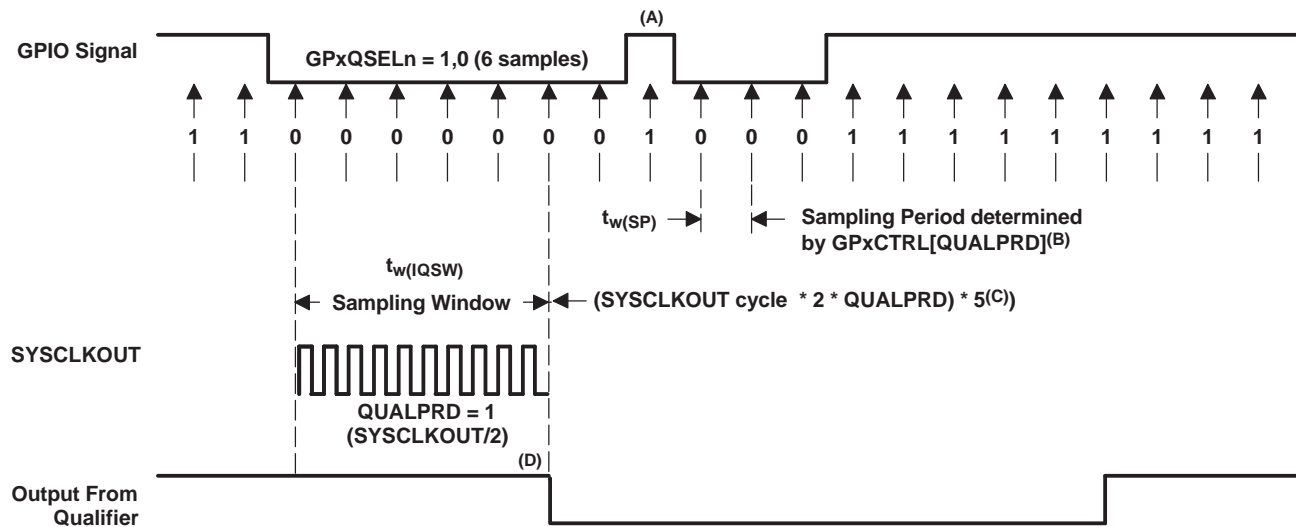 (A)
GPIO Signal
GPxQSELn = 1,0 (6 samples)
1 1 0 0 0 0 0 0 0 1 0 0 0 1 1 1 1 1 1 1 1 1
tw(SP)
Sampling Period determined
by GPxCTRL[QUALPRD](B)
tw(IQSW)
Sampling Window
(SYSCLKOUT cycle * 2 * QUALPRD) * 5(C))
SYSCLKOUT
QUALPRD = 1
(SYSCLKOUT/2)
(D)
Output From
Qualifier